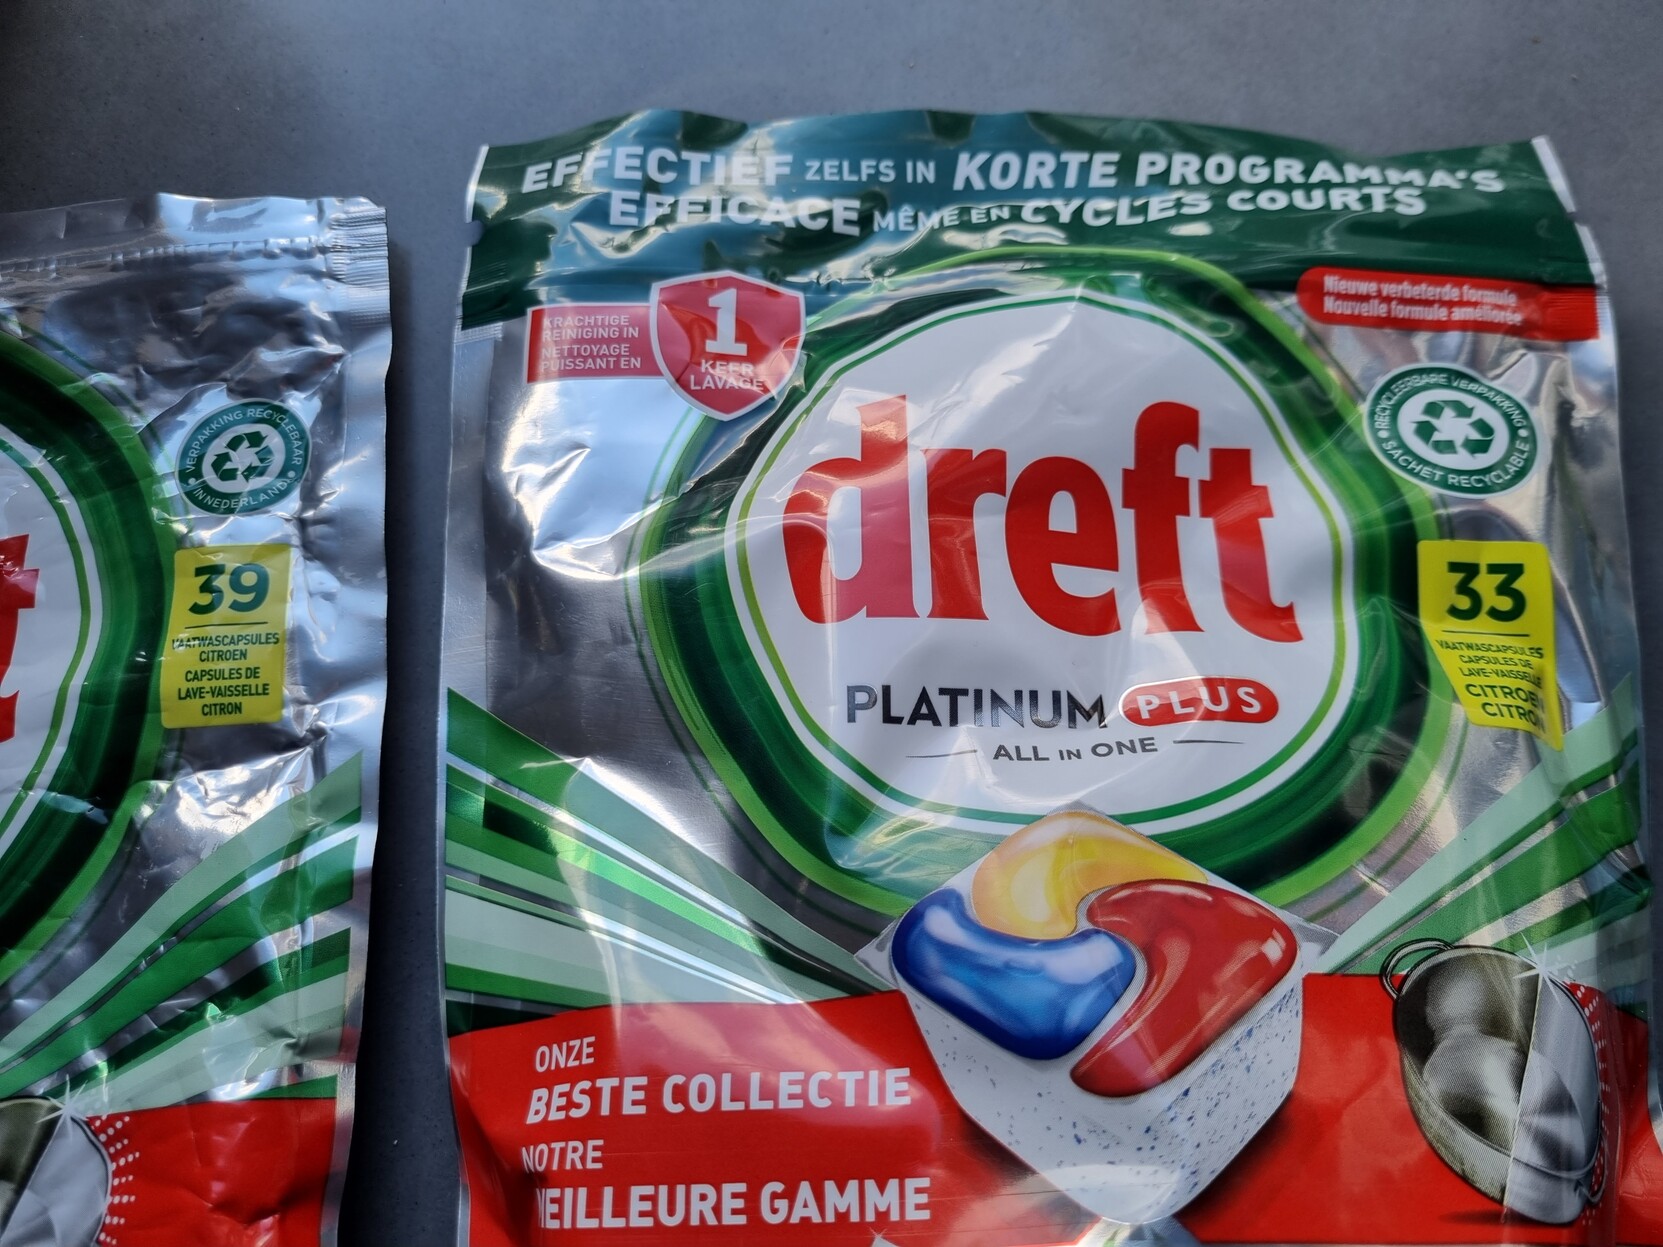 VERPAKKING RECYCLEBAAR
IN NEDERLAND
39
VAATWASCAPSULES
CITROEN
CAPSULES DE
LAVE-VAISSELLE
CITRON
EFFECTIEF ZELFS IN KORTE PROGRAMMA'S
EFFICACE MÊME EN CYCLES COURTS
KRACHTIGE
REINIGING IN
NETTOYAGE
PUISSANT EN
1
KEER
LAVAGE
Nieuwe verbeterde formule
Nouvelle formule améliorée
RECYCLEERBARE VERPAKKING
SACHET RECYCLABLE
dreft
PLATINUM PLUS
ALL IN ONE
33
VAATWASCAPSULES
CAPSULES DE
LAVE-VAISSELLE
CITROEN
CITRON
ONZE
BESTE COLLECTIE
NOTRE
MEILLEURE GAMME